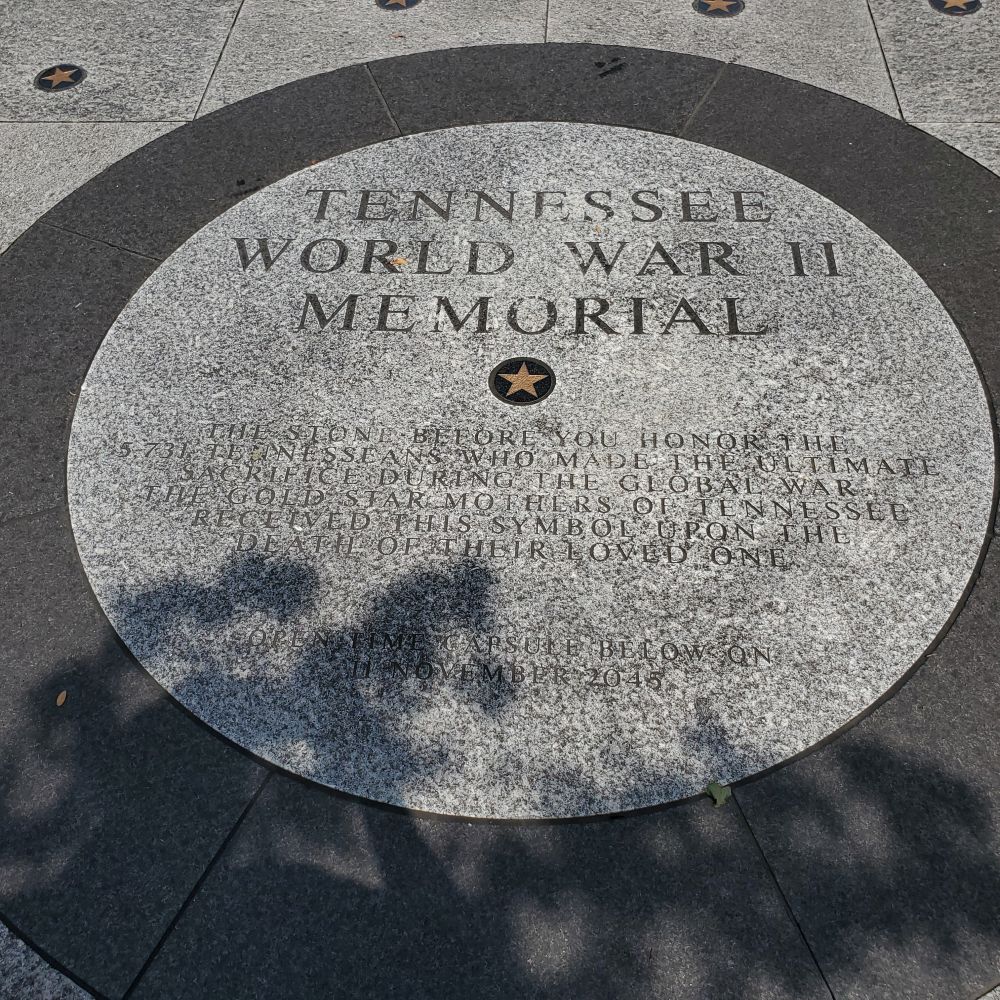 TENNESSEE
WORLD WAR II
MEMORIAL
THE STONE BEFORE YOU HONOR THE
5,731 TENNESSEANS WHO MADE THE ULTIMATE
SACRIFICE DURING THE GLOBAL WAR.
THE GOLD STAR MOTHERS OF TENNESSEE
RECEIVED THIS SYMBOL UPON THE
DEATH OF THEIR LOVED ONE
OPEN TIME CAPSULE BELOW ON
11 NOVEMBER 2045